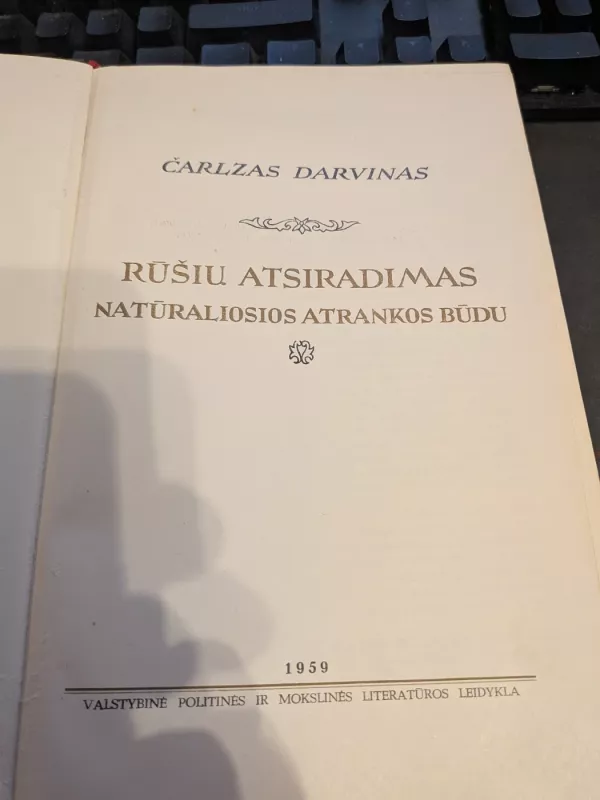 ČARLZAS DARVINAS
RŪŠIŲ ATSIRADIMAS
NATŪRALIOSIOS ATRANKOS BŪDU
1959
VALSTYBINĖ POLITINĖS IR MOKSLINĖS LITERATŪROS LEIDYKLA